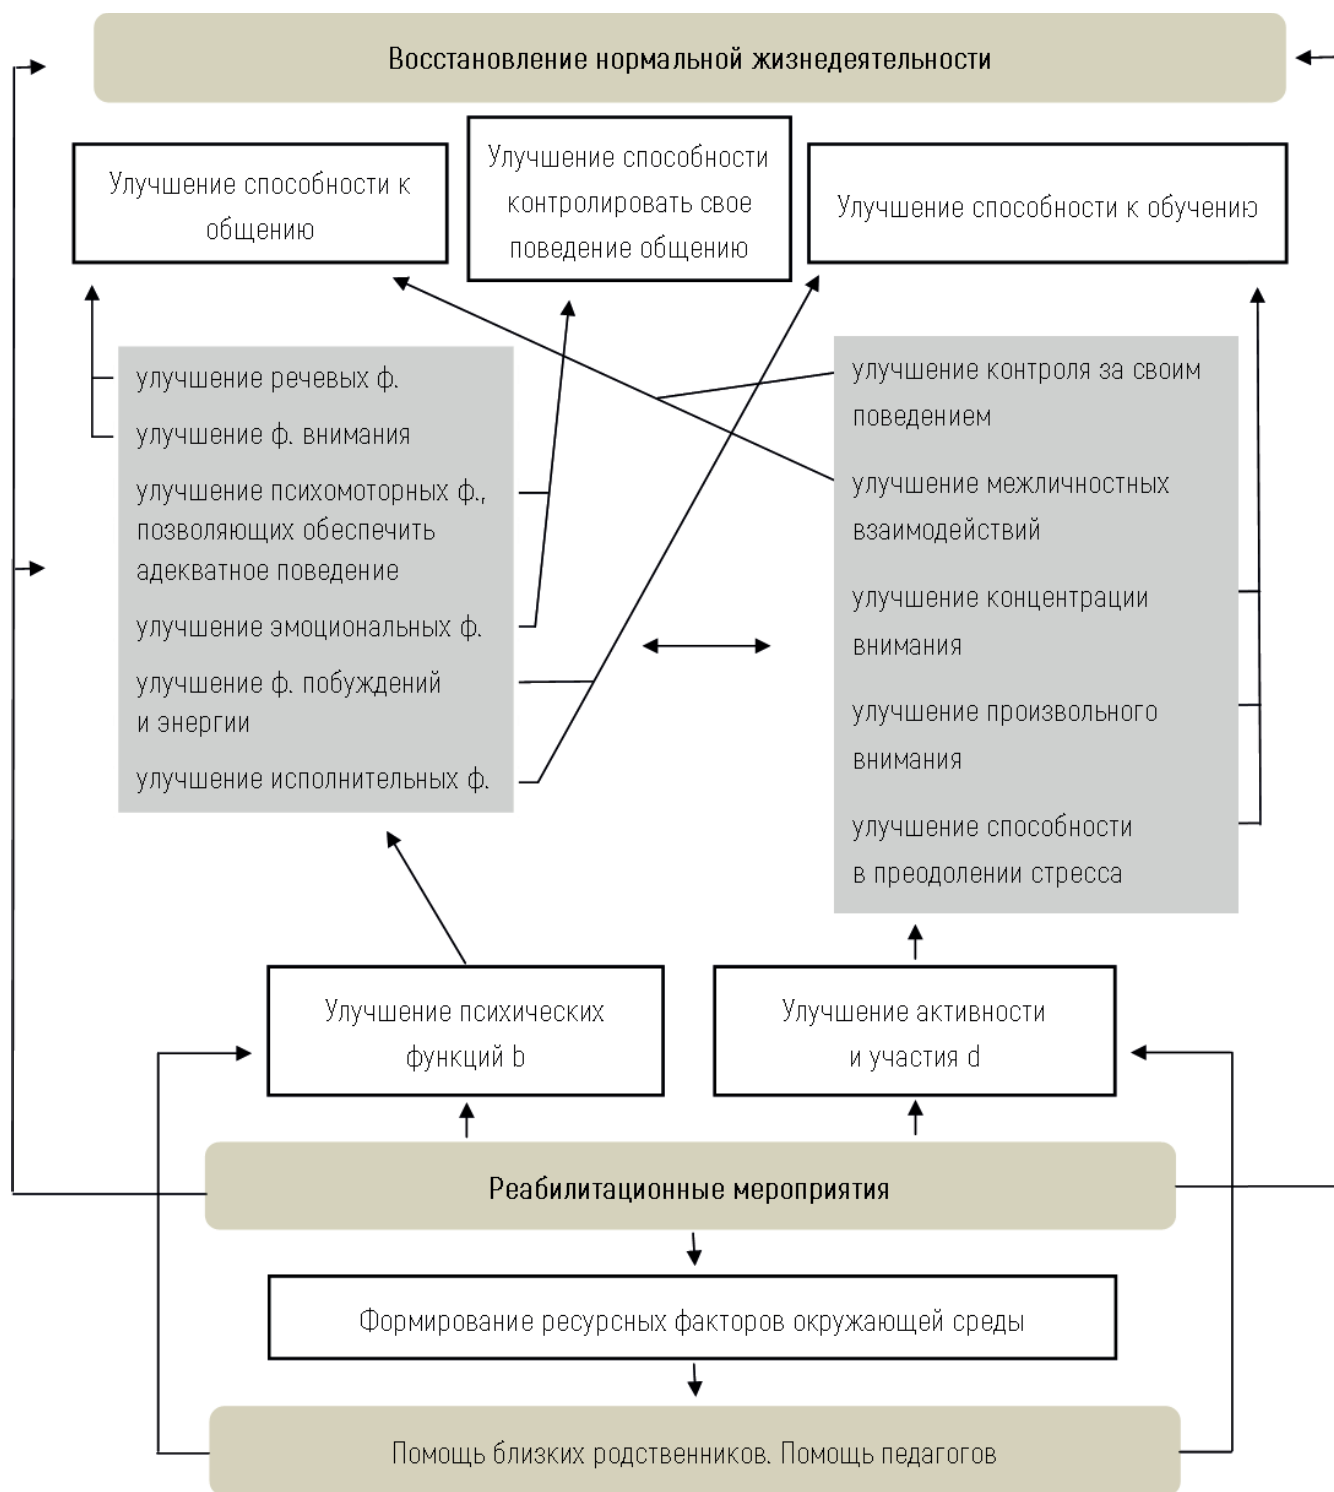 Восстановление нормальной жизнедеятельности
Улучшение способности к
общению
Улучшение способности
контролировать свое
поведение общению
Улучшение способности к обучению
улучшение речевых ф.
улучшение ф. внимания
улучшение психомоторных ф.,
позволяющих обеспечить
адекватное поведение
улучшение эмоциональных ф.
улучшение ф. побуждений
и энергии
улучшение исполнительных ф.
улучшение контроля за своим
поведением
улучшение межличностных
взаимодействий
улучшение концентрации
внимания
улучшение произвольного
внимания
улучшение способности
в преодолении стресса
Улучшение психических
функций b
Улучшение активности
и участия d
Реабилитационные мероприятия
Формирование ресурсных факторов окружающей среды
Помощь близких родственников. Помощь педагогов